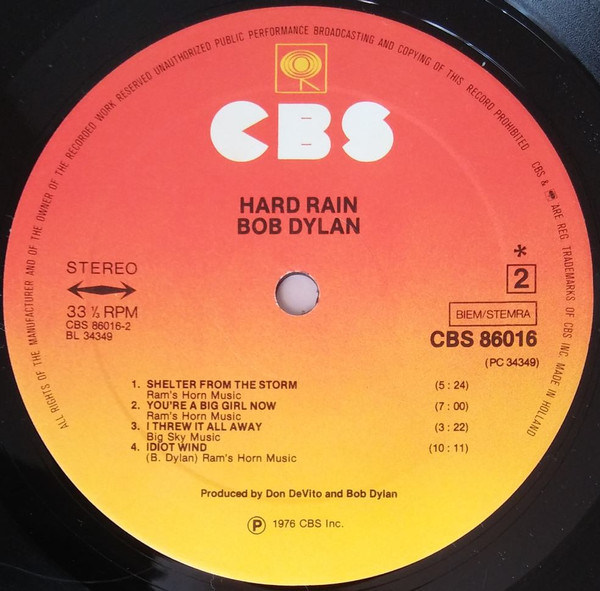 ALL RIGHTS OF THE MANUFACTURER AND OF THE OWNER OF THE RECORDED WORK RESERVED UNAUTHORIZED PUBLIC PERFORMANCE BROADCASTING AND COPYING OF THIS RECORD PROHIBITED
CBS & ARE REG. TRADEMARKS OF CBS INC. MADE IN HOLLAND
CBS
HARD RAIN
BOB DYLAN
STEREO
33 ⅓ RPM
CBS 86016-2
BL 34349
*
2
BIEM/STEMRA
CBS 86016
(PC 34349)
1. SHELTER FROM THE STORM (5 : 24)
Ram's Horn Music
2. YOU'RE A BIG GIRL NOW (7 : 00)
Ram's Horn Music
3. I THREW IT ALL AWAY (3 : 22)
Big Sky Music
4. IDIOT WIND (10 : 11)
(B. Dylan) Ram's Horn Music
Produced by Don DeVito and Bob Dylan
Ⓟ 1976 CBS Inc.